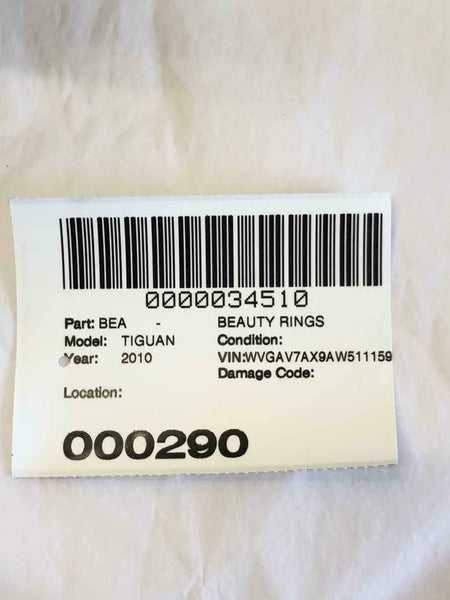 0000034510
Part: BEA - BEAUTY RINGS
Model: TIGUAN Condition:
Year: 2010 VIN:WVGAV7AX9AW511159
Damage Code:
Location:
000290